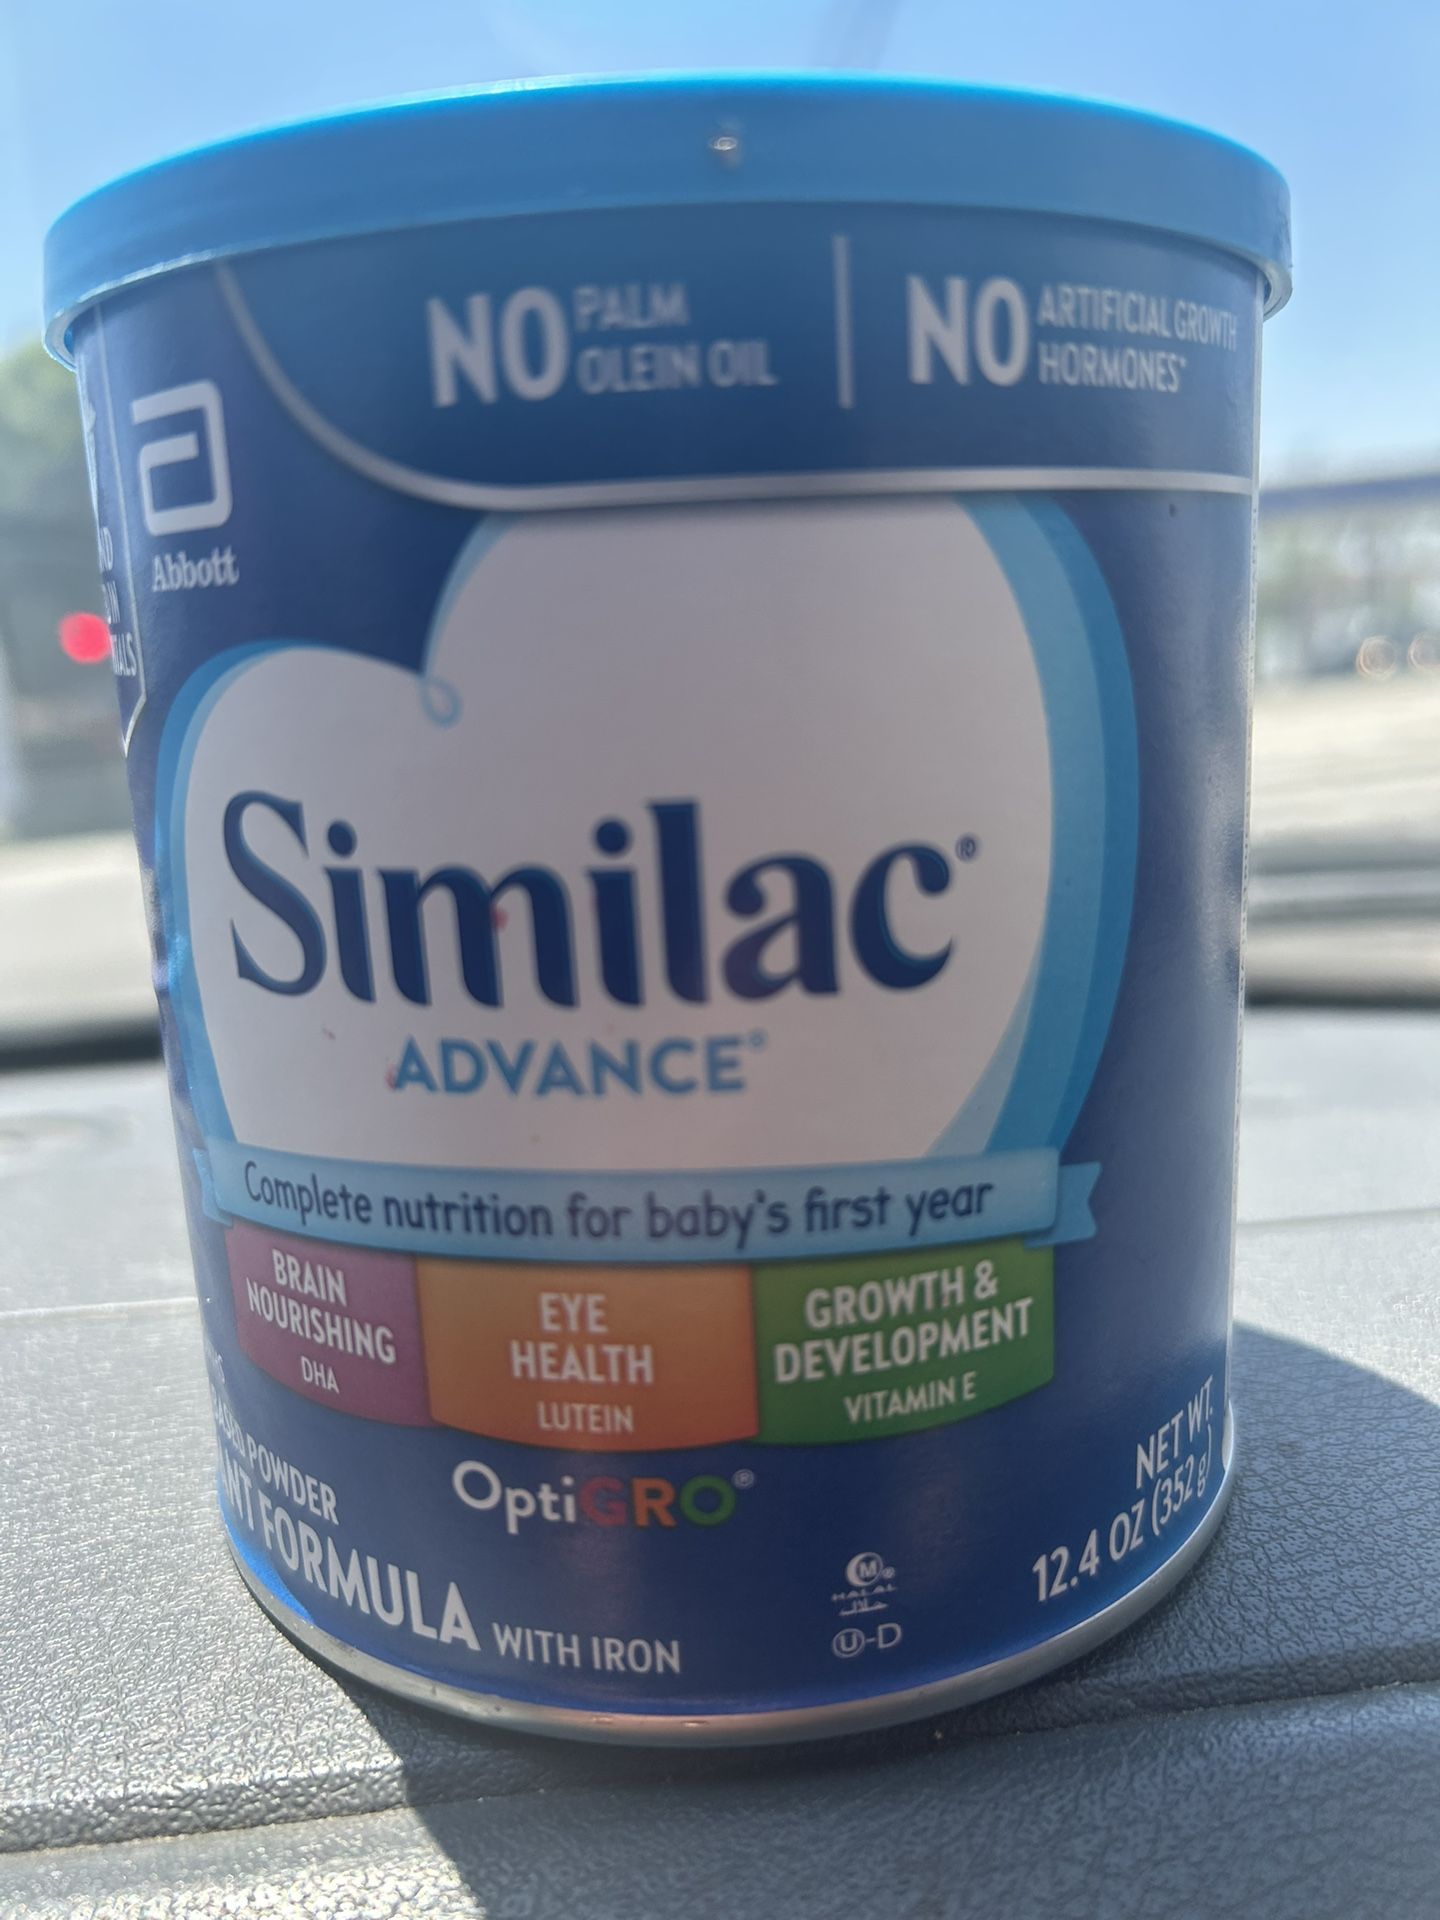 NO PALM
OLEIN OIL
NO ARTIFICIAL GROWTH
HORMONES*
Abbott
Similac®
ADVANCE®
Complete nutrition for baby's first year
BRAIN
NOURISHING
DHA
EYE
HEALTH
LUTEIN
GROWTH &
DEVELOPMENT
VITAMIN E
OptiGRO®
POWDER
FORMULA WITH IRON
M®
HALAL
حلال
U-D
NET WT.
12.4 OZ (352 g)